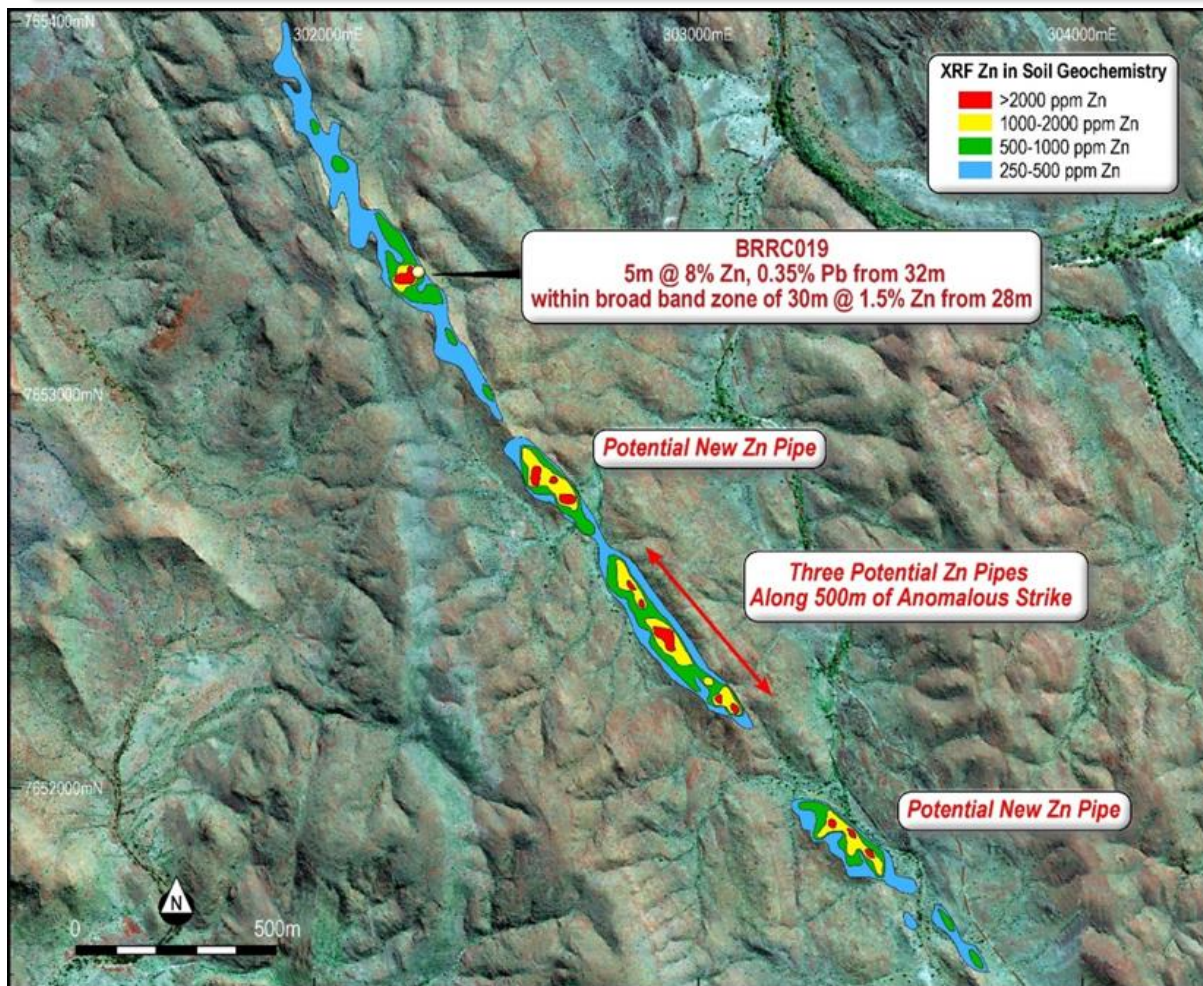 765400mN
302000mE
303000mE
304000mE
XRF Zn in Soil Geochemistry
>2000 ppm Zn
1000-2000 ppm Zn
500-1000 ppm Zn
250-500 ppm Zn
BRRC019
5m @ 8% Zn, 0.35% Pb from 32m
within broad band zone of 30m @ 1.5% Zn from 28m
7653000mN
Potential New Zn Pipe
Three Potential Zn Pipes
Along 500m of Anomalous Strike
7652000mN
Potential New Zn Pipe
N
0
500m